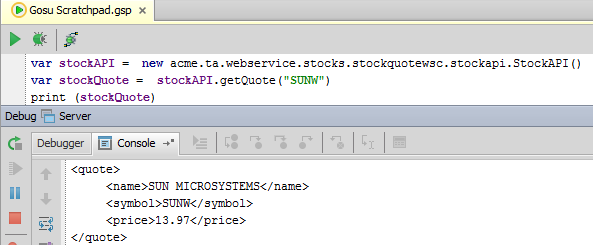 Gosu Scratchpad.gsp
var stockAPI = new acme.ta.webservice.stocks.stockquotewsc.stockapi.StockAPI()
var stockQuote = stockAPI.getQuote("SUNW")
print (stockQuote)
Debug Server
Debugger Console
<quote>
<name>SUN MICROSYSTEMS</name>
<symbol>SUNW</symbol>
<price>13.97</price>
</quote>